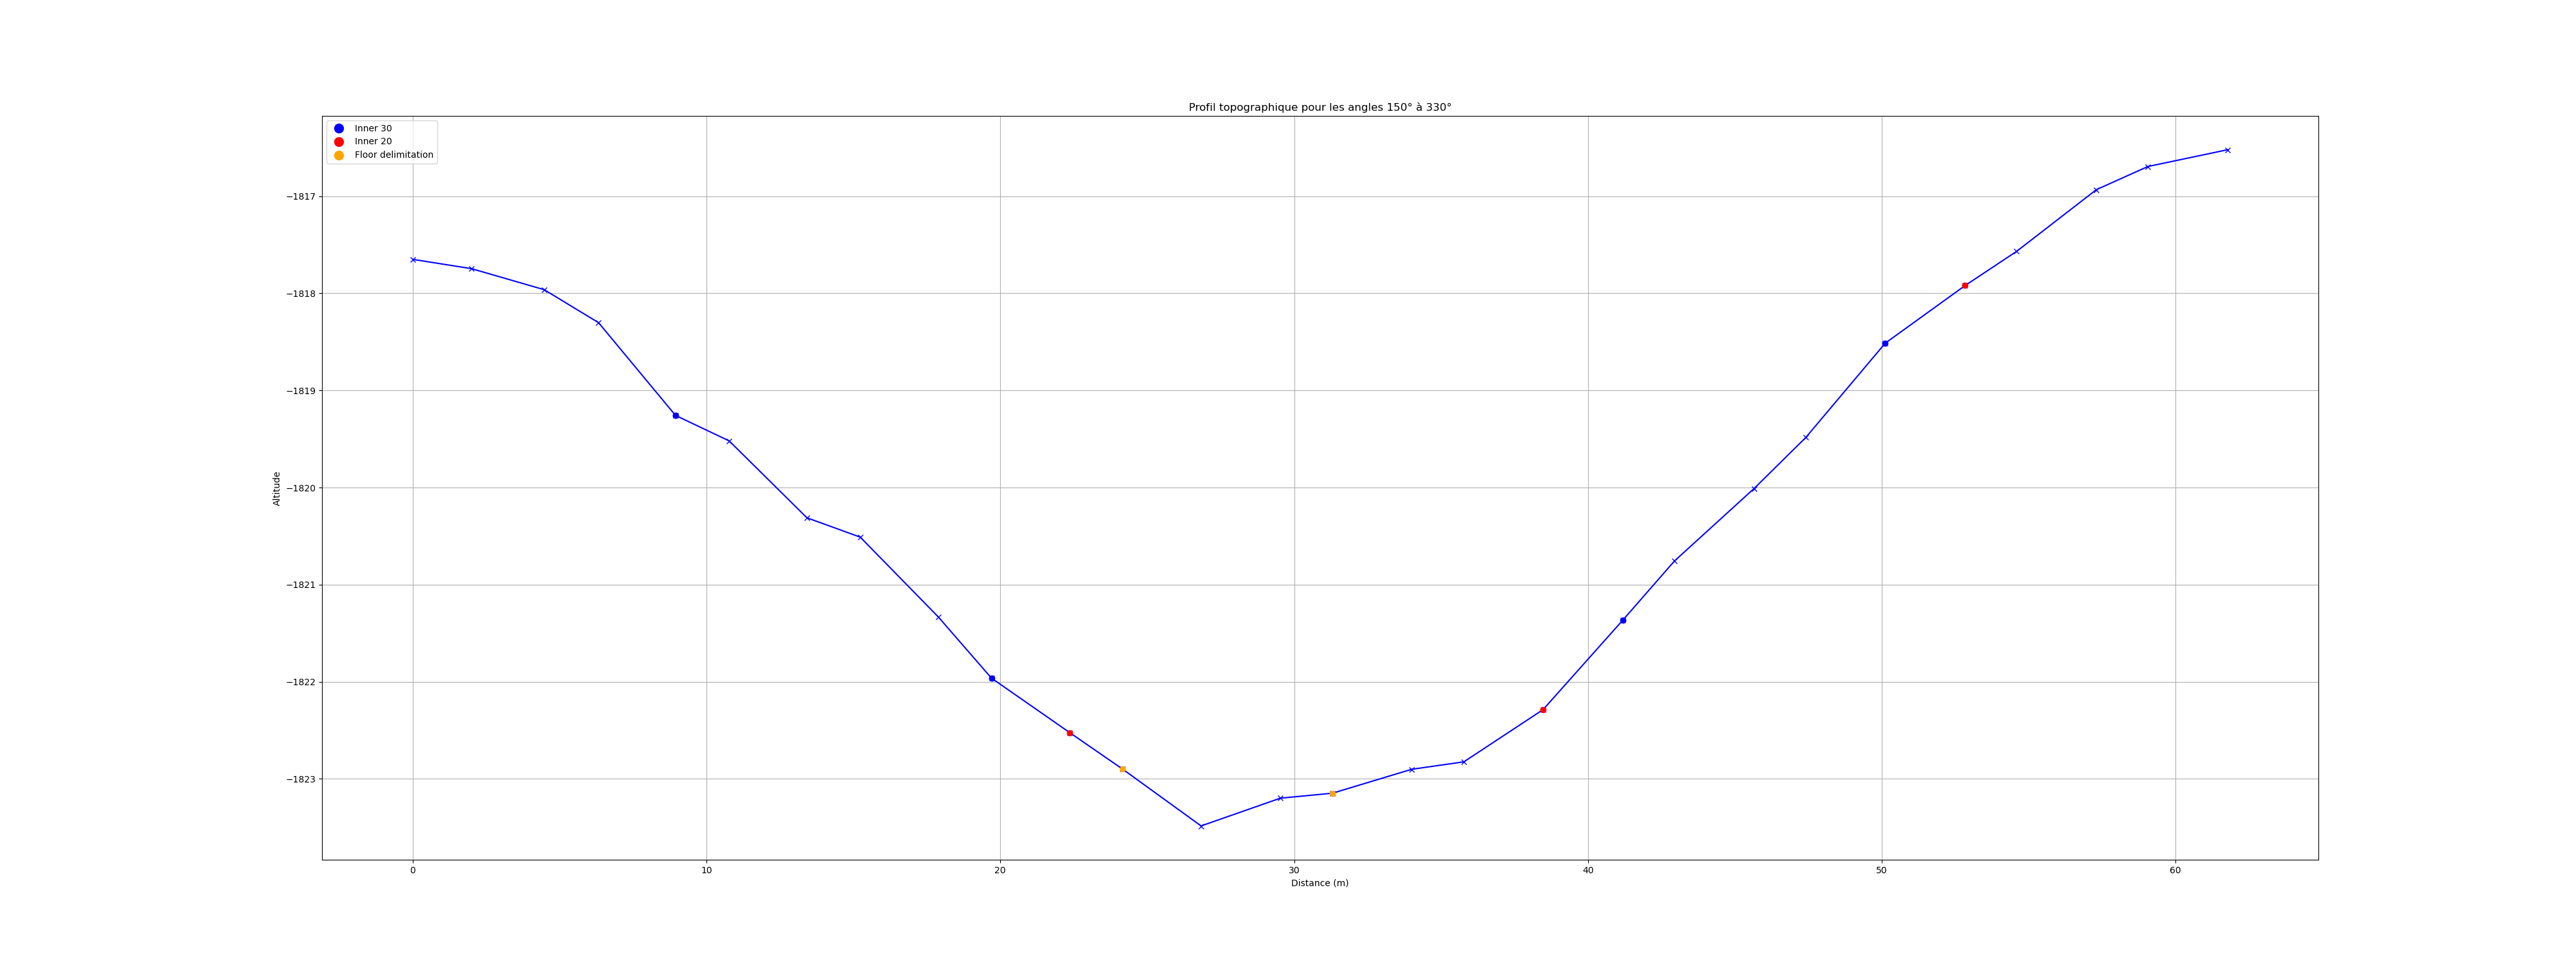 Profil topographique pour les angles 150° à 330°
Inner 30
Inner 20
Floor delimitation
−1817
−1818
−1819
−1820
−1821
−1822
−1823
Altitude
0 10 20 30 40 50 60
Distance (m)